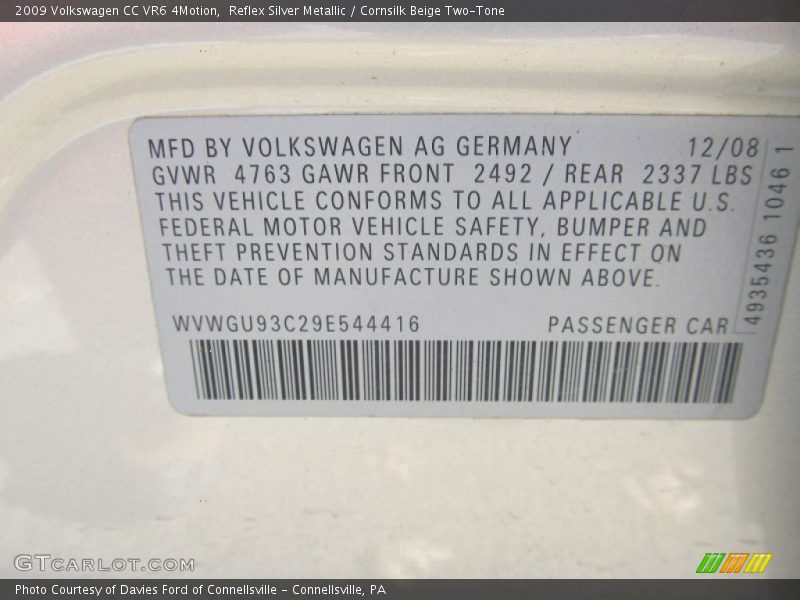 2009 Volkswagen CC VR6 4Motion,  Reflex Silver Metallic / Cornsilk Beige Two-Tone
MFD BY VOLKSWAGEN AG GERMANY 12/08
GVWR 4763 GAWR FRONT 2492 / REAR 2337 LBS
THIS VEHICLE CONFORMS TO ALL APPLICABLE U.S.
FEDERAL MOTOR VEHICLE SAFETY, BUMPER AND
THEFT PREVENTION STANDARDS IN EFFECT ON
THE DATE OF MANUFACTURE SHOWN ABOVE.
WVWGU93C29E544416 PASSENGER CAR
4935436 1046 1
GTCARLOT.COM
Photo Courtesy of Davies Ford of Connellsville - Connellsville, PA